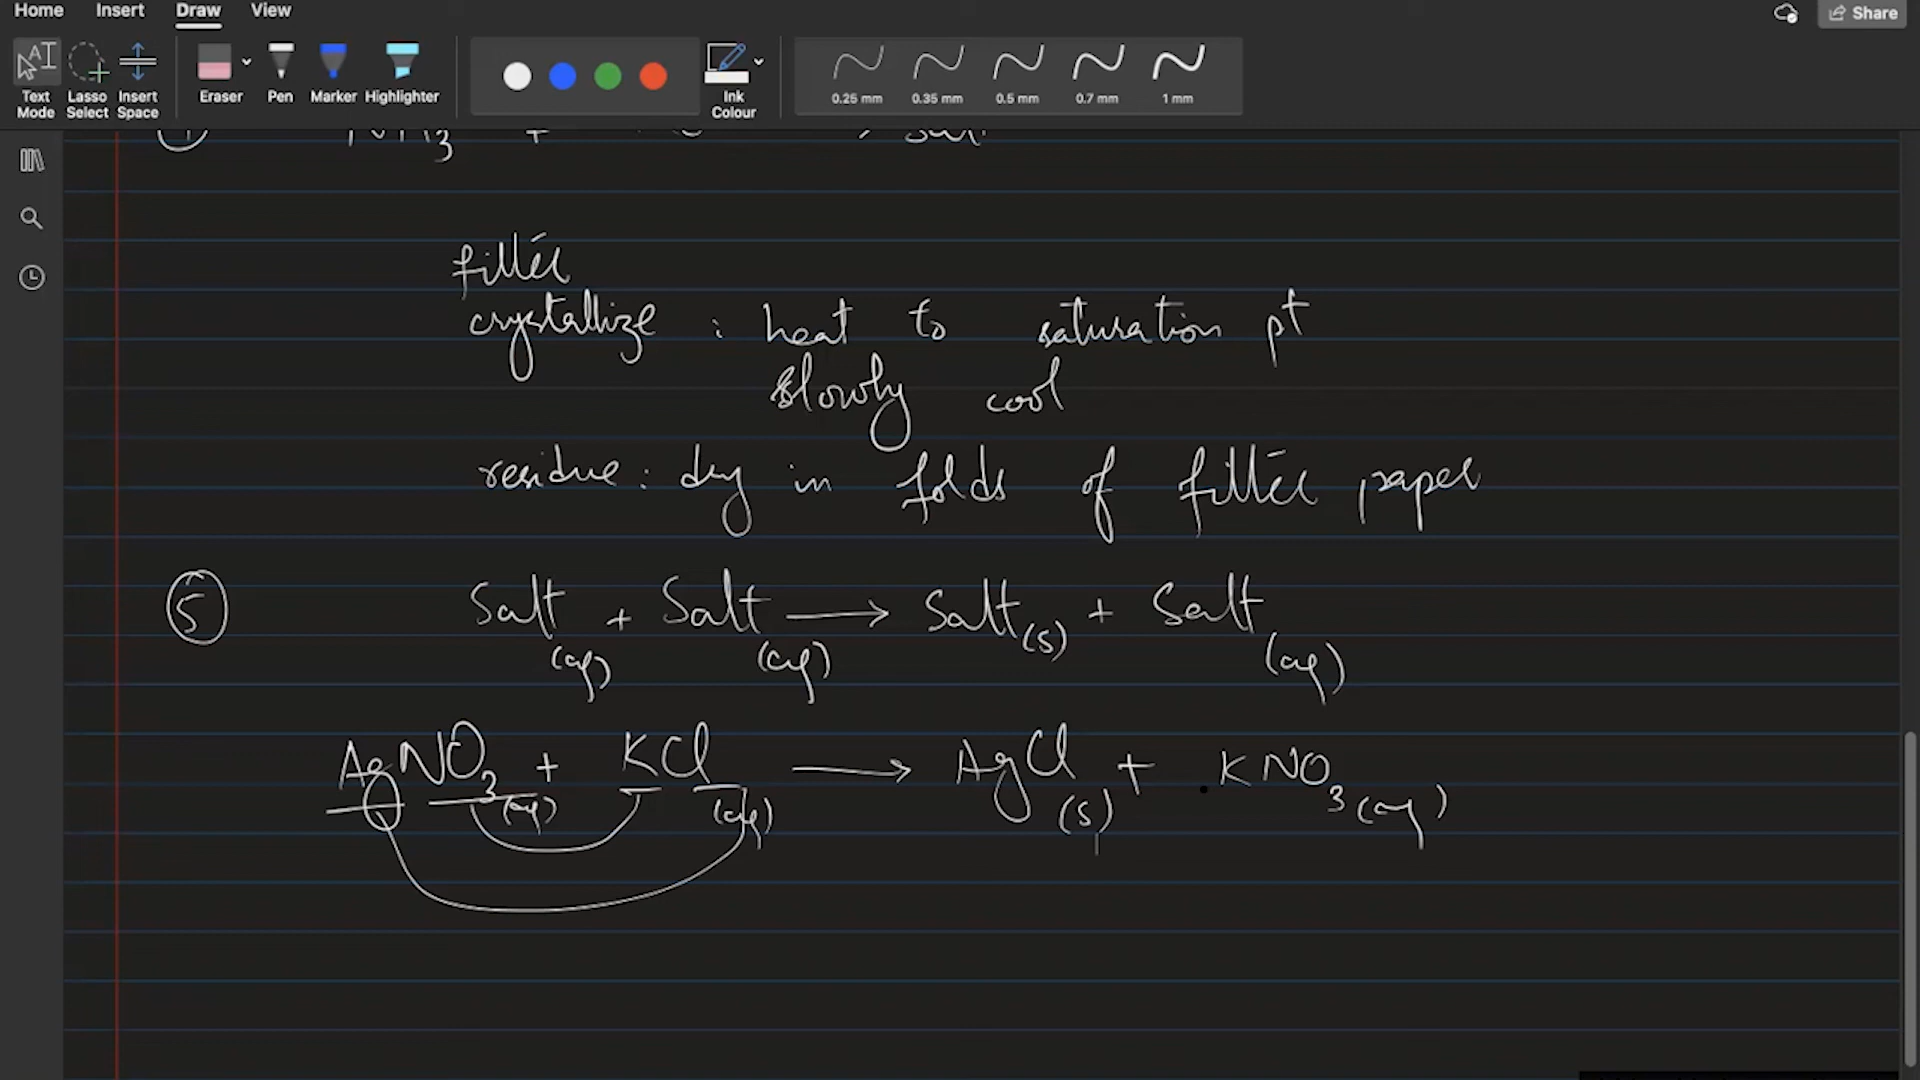 Home Insert Draw View
Share
Text Mode
Lasso Select
Insert Space
Eraser
Pen
Marker
Highlighter
Ink Colour
0.25 mm 0.35 mm 0.5 mm 0.7 mm 1 mm
NH3 + → salt
filter
crystallize : heat to saturation pt
slowly cool
residue : dry in folds of filter paper
5 Salt(aq) + Salt(aq) → Salt(s) + Salt(aq)
AgNO3(aq) + KCl(aq) → AgCl(s) + KNO3(aq)